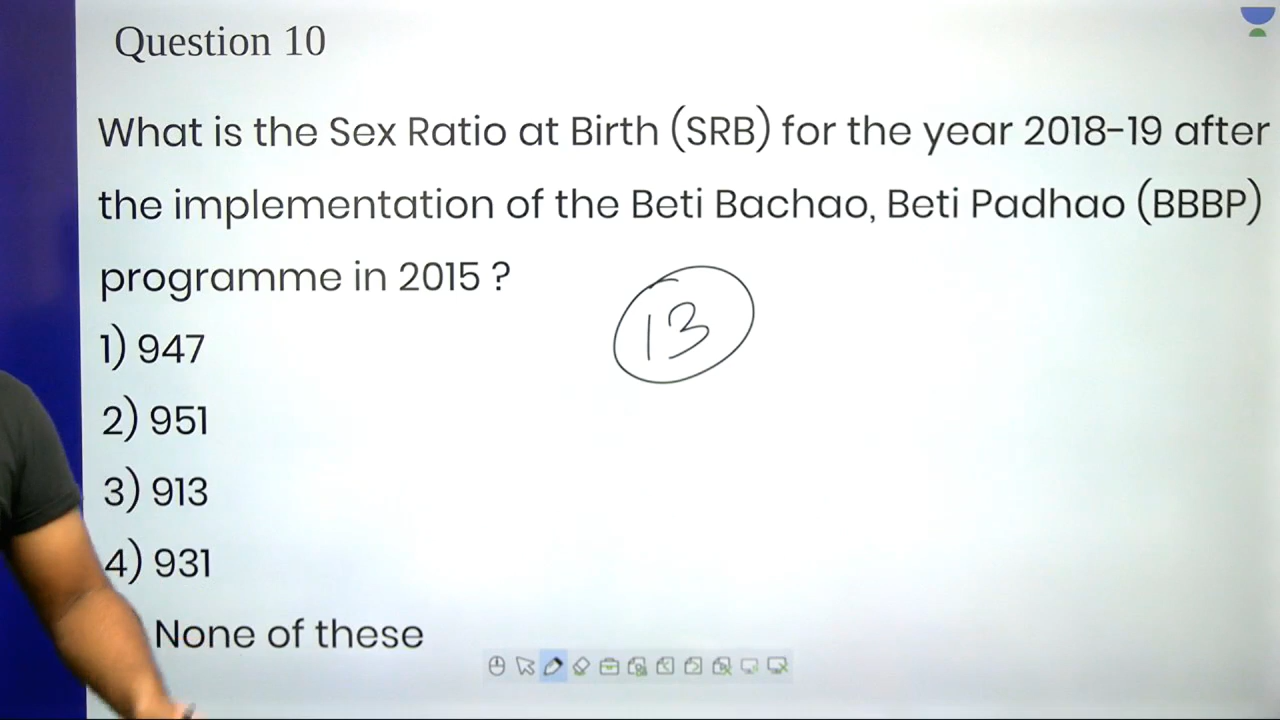 Question 10
What is the Sex Ratio at Birth (SRB) for the year 2018-19 after
the implementation of the Beti Bachao, Beti Padhao (BBBP)
programme in 2015 ?
13
1) 947
2) 951
3) 913
4) 931
None of these